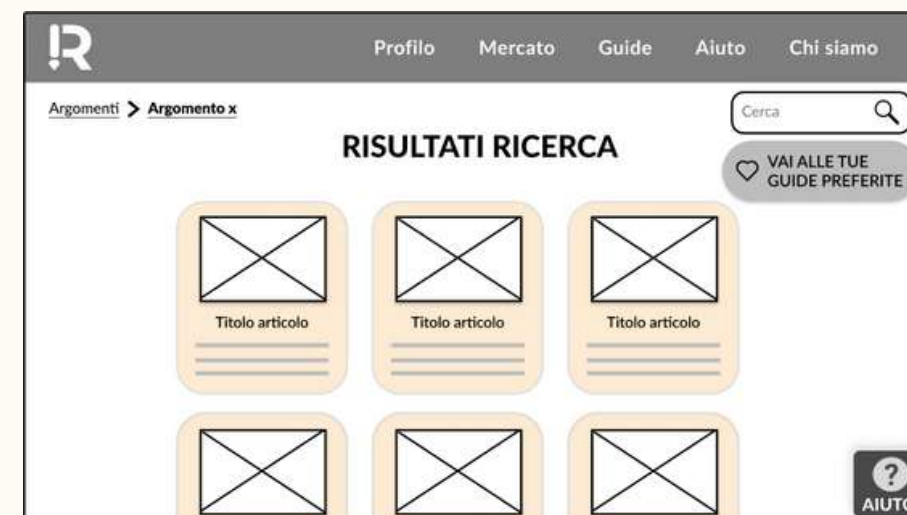 Profilo Mercato Guide Aiuto Chi siamo
Argomenti > Argomento x
Cerca
RISULTATI RICERCA
VAI ALLE TUE
GUIDE PREFERITE
Titolo articolo Titolo articolo Titolo articolo
AIUTO